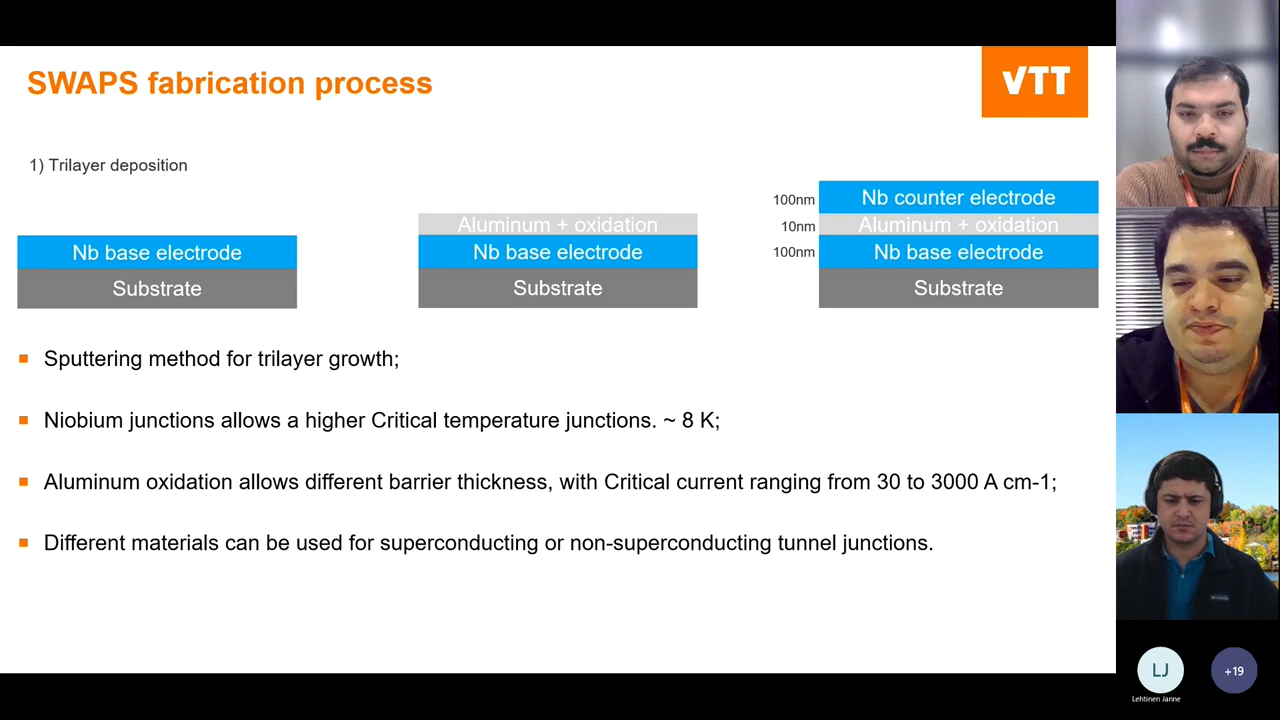 SWAPS fabrication process
VTT
1) Trilayer deposition
Nb base electrode
Substrate
Aluminum + oxidation
Nb base electrode
Substrate
100nm
Nb counter electrode
10nm
Aluminum + oxidation
100nm
Nb base electrode
Substrate
Sputtering method for trilayer growth;
Niobium junctions allows a higher Critical temperature junctions. ~ 8 K;
Aluminum oxidation allows different barrier thickness, with Critical current ranging from 30 to 3000 A cm-1;
Different materials can be used for superconducting or non-superconducting tunnel junctions.
LJ
Lehtinen Janne
+19